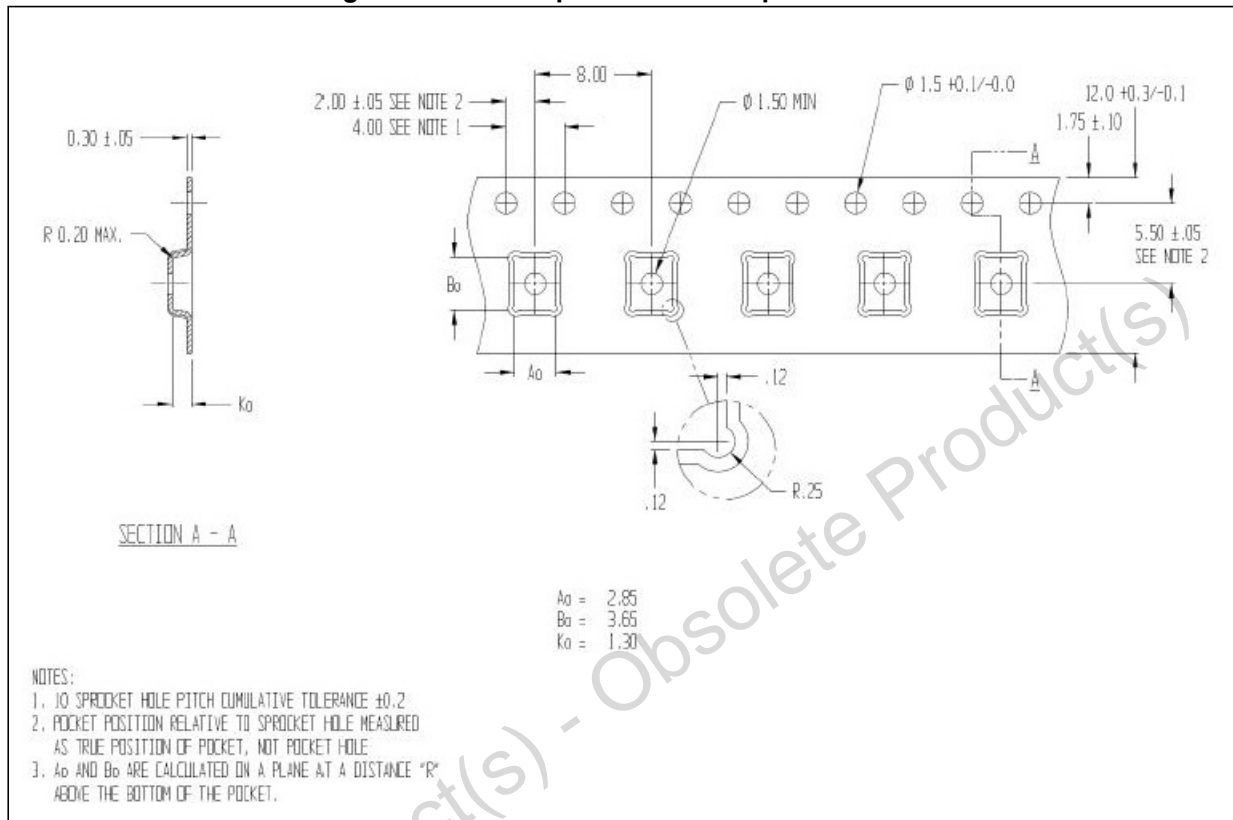 8.00
2.00 ±.05 SEE NOTE 2
4.00 SEE NOTE 1
Ø 1.50 MIN
Ø 1.5 +0.1/-0.0
12.0 +0.3/-0.1
1.75 ±.10
0.30 ±.05
A
R 0.20 MAX.
5.50 ±.05
SEE NOTE 2
Bo
Ao
A
Ko
.12
.12
R.25
SECTION A - A
Ao = 2.85
Bo = 3.65
Ko = 1.30
NOTES:
1. 10 SPROCKET HOLE PITCH CUMULATIVE TOLERANCE ±0.2
2. POCKET POSITION RELATIVE TO SPROCKET HOLE MEASURED
AS TRUE POSITION OF POCKET, NOT POCKET HOLE
3. Ao AND Bo ARE CALCULATED ON A PLANE AT A DISTANCE "R"
ABOVE THE BOTTOM OF THE POCKET.
ct(s) - Obsolete Product(s)